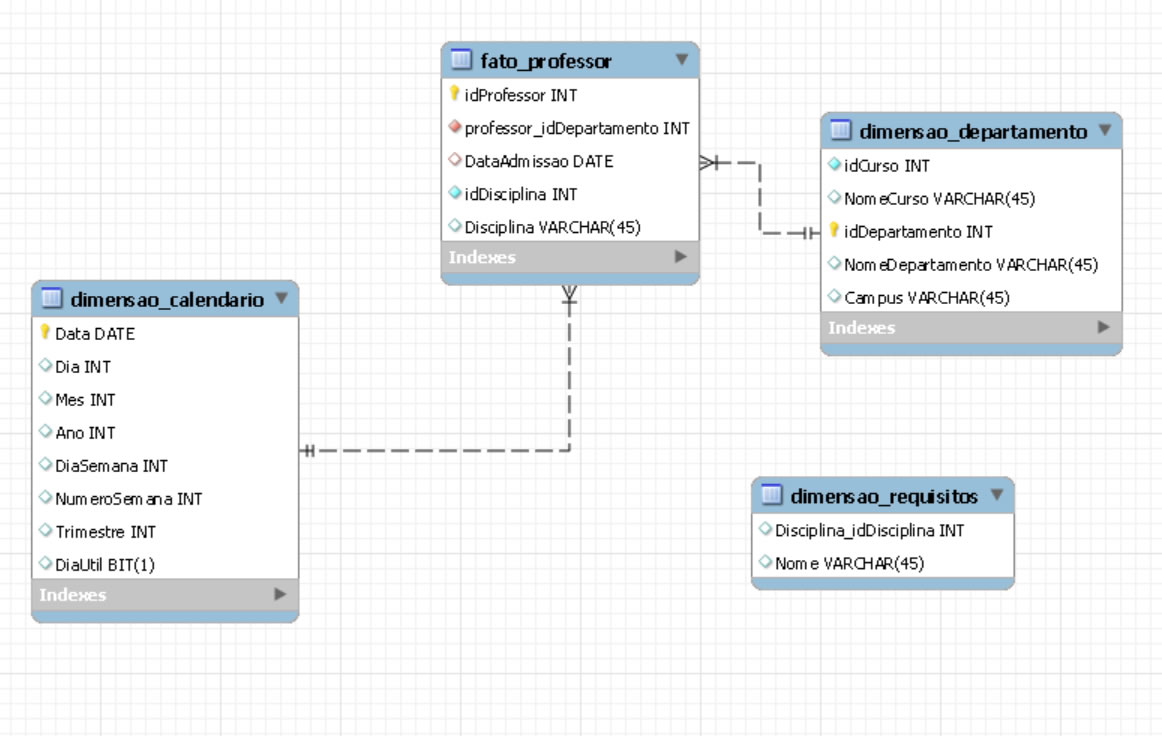 fato_professor
idProfessor INT
professor_idDepartamento INT
DataAdmissao DATE
idDisciplina INT
Disciplina VARCHAR(45)
Indexes
dimensao_departamento
idCurso INT
NomeCurso VARCHAR(45)
idDepartamento INT
NomeDepartamento VARCHAR(45)
Campus VARCHAR(45)
Indexes
dimensao_calendario
Data DATE
Dia INT
Mes INT
Ano INT
DiaSemana INT
NumeroSemana INT
Trimestre INT
DiaUtil BIT(1)
Indexes
dimensao_requisitos
Disciplina_idDisciplina INT
Nome VARCHAR(45)